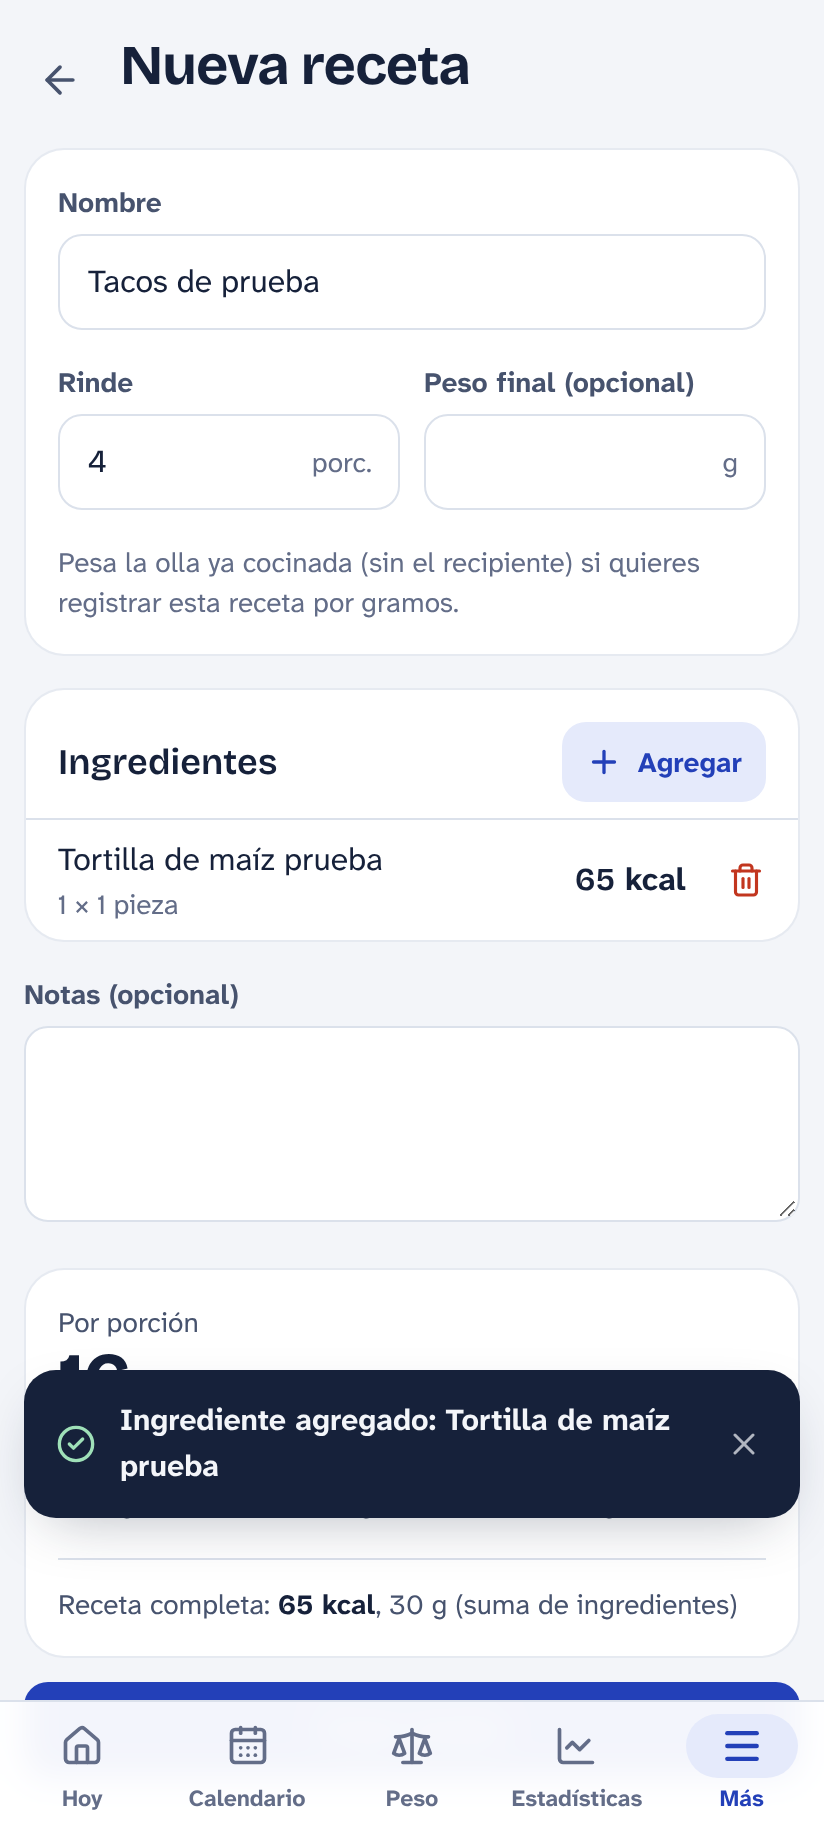 Nueva receta
Nombre
Tacos de prueba
Rinde
Peso final (opcional)
4 porc.
g
Pesa la olla ya cocinada (sin el recipiente) si quieres
registrar esta receta por gramos.
Ingredientes
Agregar
Tortilla de maíz prueba
1 × 1 pieza
65 kcal
Notas (opcional)
Por porción
Ingrediente agregado: Tortilla de maíz
prueba
Receta completa: 65 kcal, 30 g (suma de ingredientes)
Hoy
Calendario
Peso
Estadísticas
Más